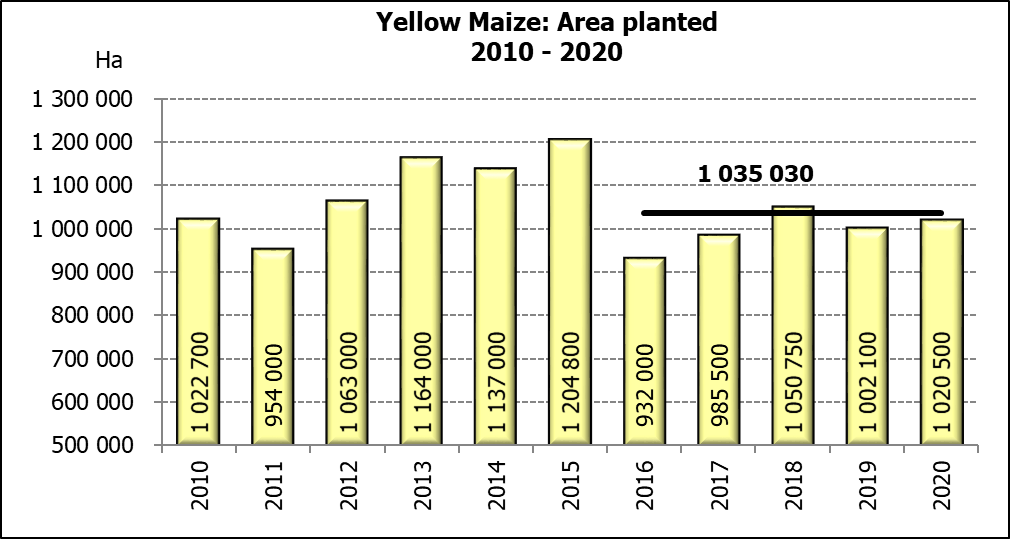 Yellow Maize: Area planted
2010 - 2020
Ha
1 300 000
1 200 000
1 100 000
1 000 000
900 000
800 000
700 000
600 000
500 000
1 035 030
1 022 700
954 000
1 063 000
1 164 000
1 137 000
1 204 800
932 000
985 500
1 050 750
1 002 100
1 020 500
2010
2011
2012
2013
2014
2015
2016
2017
2018
2019
2020